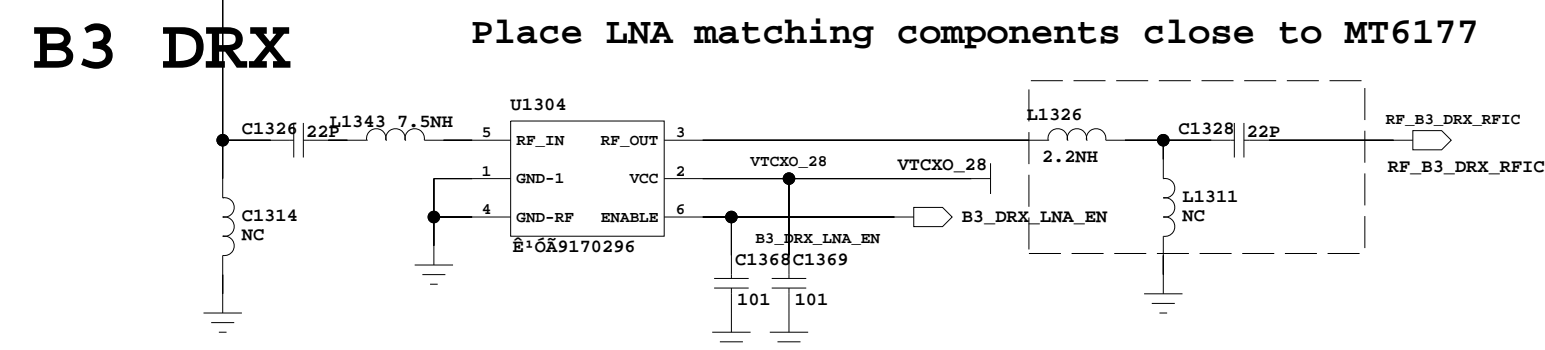 B3 DRX
Place LNA matching components close to MT6177
C1326
22P
L1343 7.5NH
U1304
5
RF_IN
RF_OUT
3
1
GND-1
VCC
2
4
GND-RF
ENABLE
6
Ê¹ÓÃ9170296
VTCXO_28
VTCXO_28
B3_DRX_LNA_EN
B3_DRX_LNA_EN
C1368
C1369
101
101
C1314
NC
L1326
2.2NH
C1328
22P
L1311
NC
RF_B3_DRX_RFIC
RF_B3_DRX_RFIC